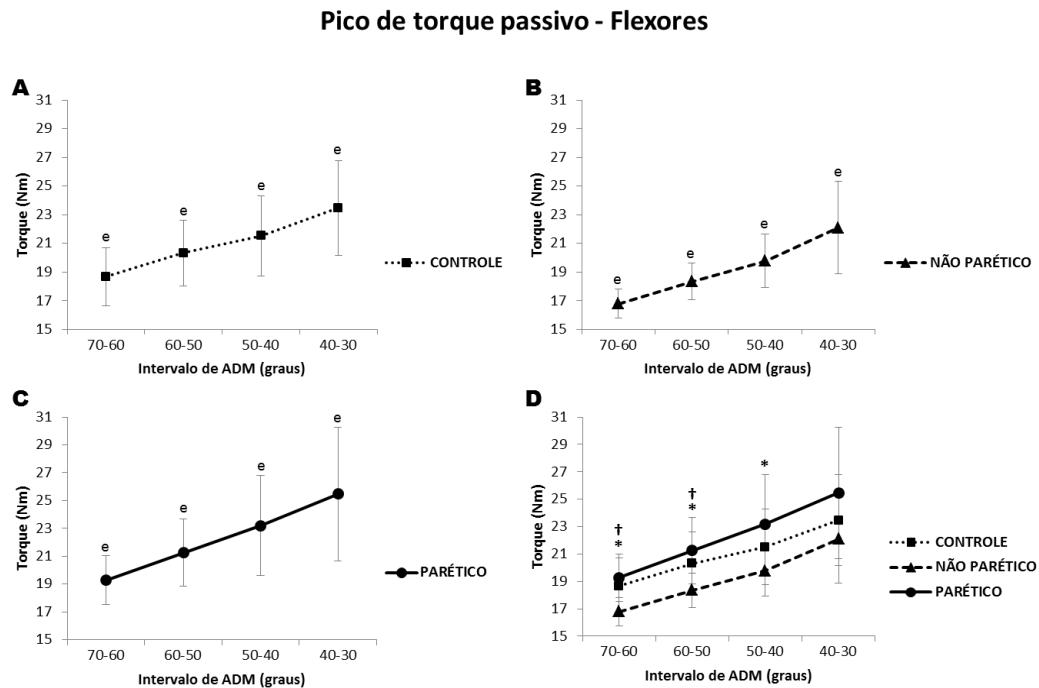 Pico de torque passivo - Flexores
A
31
29
27
25
23
21
19
17
15
Torque (Nm)
e
e
e
e
70-60
60-50
50-40
40-30
Intervalo de ADM (graus)
CONTROLE
B
31
29
27
25
23
21
19
17
15
Torque (Nm)
e
e
e
e
70-60
60-50
50-40
40-30
Intervalo de ADM (graus)
NÃO PARÉTICO
C
31
29
27
25
23
21
19
17
15
Torque (Nm)
e
e
e
e
70-60
60-50
50-40
40-30
Intervalo de ADM (graus)
PARÉTICO
D
31
29
27
25
23
21
19
17
15
Torque (Nm)
†
*
†
*
*
70-60
60-50
50-40
40-30
Intervalo de ADM (graus)
CONTROLE
NÃO PARÉTICO
PARÉTICO